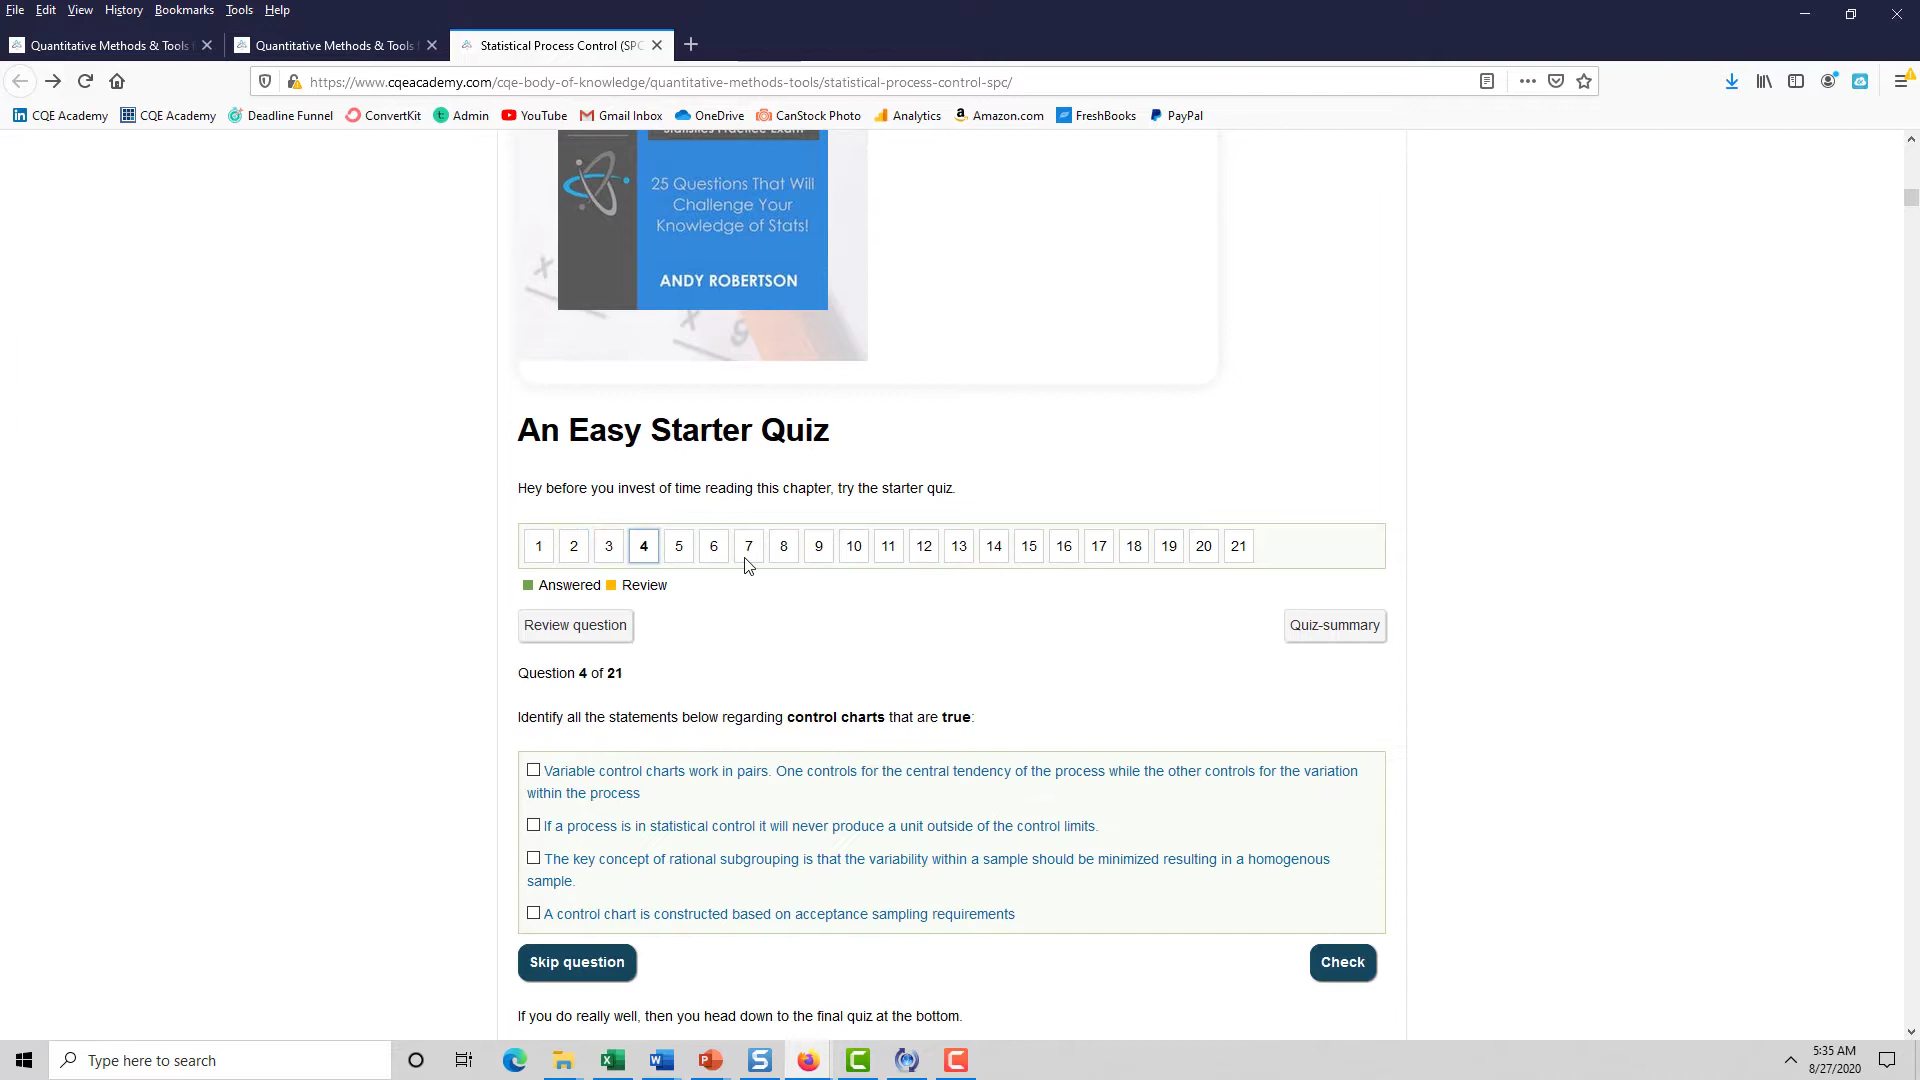 File Edit View History Bookmarks Tools Help
Quantitative Methods & Tools
Quantitative Methods & Tools
Statistical Process Control (SPC
https://www.cqeacademy.com/cqe-body-of-knowledge/quantitative-methods-tools/statistical-process-control-spc/
CQE Academy CQE Academy Deadline Funnel ConvertKit Admin YouTube Gmail Inbox OneDrive CanStock Photo Analytics Amazon.com FreshBooks PayPal
Statistics Practice Exam
25 Questions That Will
Challenge Your
Knowledge of Stats!
ANDY ROBERTSON
An Easy Starter Quiz
Hey before you invest of time reading this chapter, try the starter quiz.
1 2 3 4 5 6 7 8 9 10 11 12 13 14 15 16 17 18 19 20 21
Answered Review
Review question Quiz-summary
Question 4 of 21
Identify all the statements below regarding control charts that are true:
Variable control charts work in pairs. One controls for the central tendency of the process while the other controls for the variation
within the process
If a process is in statistical control it will never produce a unit outside of the control limits.
The key concept of rational subgrouping is that the variability within a sample should be minimized resulting in a homogenous
sample.
A control chart is constructed based on acceptance sampling requirements
Skip question Check
If you do really well, then you head down to the final quiz at the bottom.
Type here to search
5:35 AM
8/27/2020